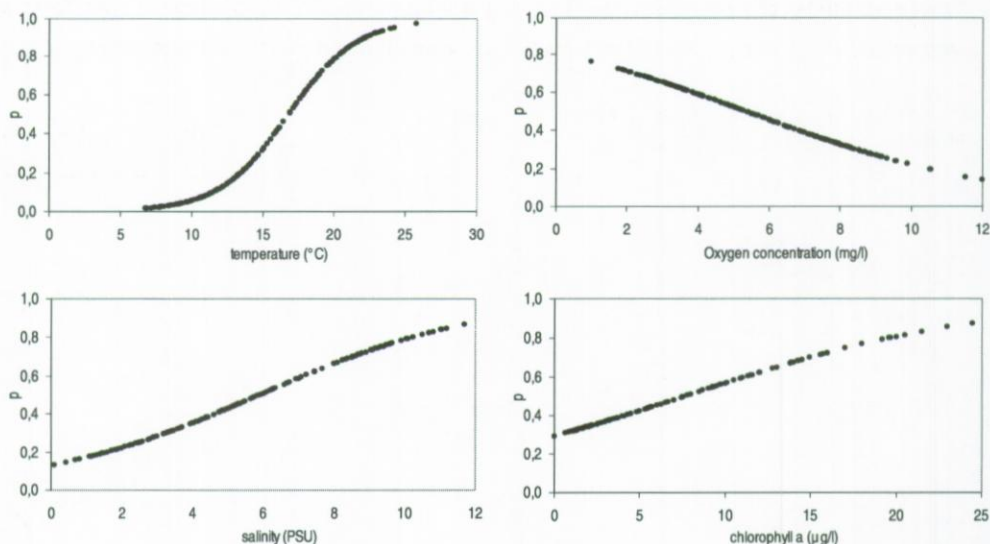 1,0
0,8
0,6
0,4
0,2
0,0
p
0 5 10 15 20 25 30
temperature (°C)
1,0
0,8
0,6
0,4
0,2
0,0
p
0 2 4 6 8 10 12
Oxygen concentration (mg/l)
1,0
0,8
0,6
0,4
0,2
0,0
p
0 2 4 6 8 10 12
salinity (PSU)
1,0
0,8
0,6
0,4
0,2
0,0
p
0 5 10 15 20 25
chlorophyll a (µg/l)